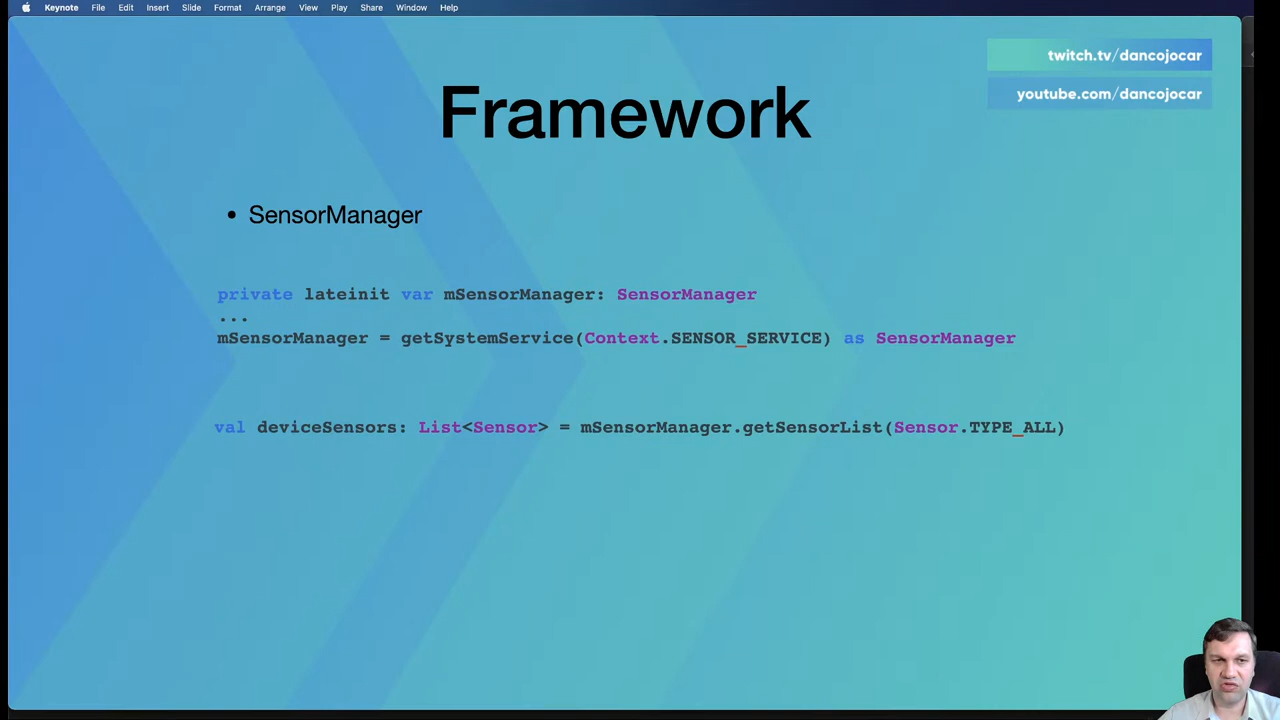 Keynote File Edit Insert Slide Format Arrange View Play Share Window Help
twitch.tv/dancojocar
youtube.com/dancojocar
Framework
• SensorManager
private lateinit var mSensorManager: SensorManager
...
mSensorManager = getSystemService(Context.SENSOR_SERVICE) as SensorManager
val deviceSensors: List<Sensor> = mSensorManager.getSensorList(Sensor.TYPE_ALL)